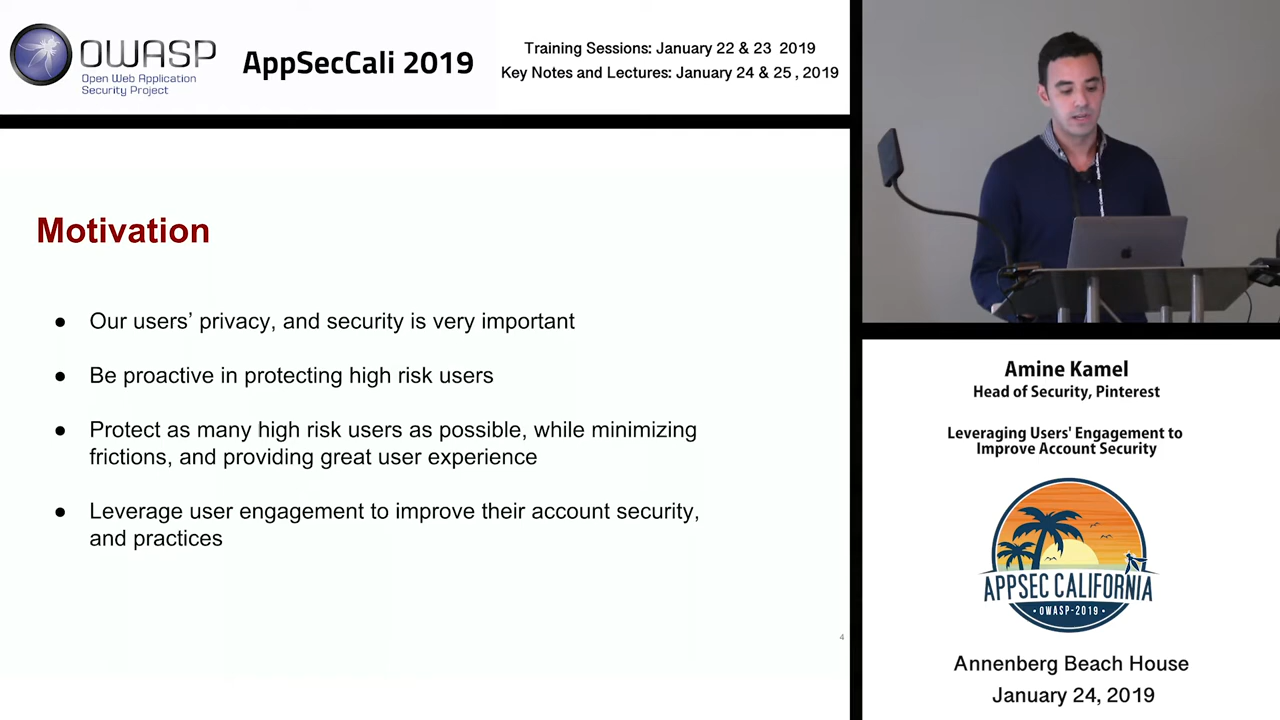 OWASP
Open Web Application
Security Project
AppSecCali 2019
Training Sessions: January 22 & 23 2019
Key Notes and Lectures: January 24 & 25, 2019
Motivation
● Our users’ privacy, and security is very important
● Be proactive in protecting high risk users
● Protect as many high risk users as possible, while minimizing
frictions, and providing great user experience
● Leverage user engagement to improve their account security,
and practices
4
Amine Kamel
Head of Security, Pinterest
Leveraging Users' Engagement to
Improve Account Security
APPSEC CALIFORNIA
• OWASP-2019 •
Annenberg Beach House
January 24, 2019